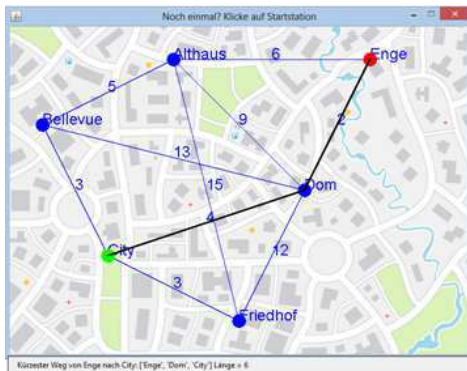 Noch einmal? Klicke auf Startstation
Althaus
6
Enge
5
9
2
Bellevue
13
3
15
Dom
4
City
12
3
Friedhof
Kürzester Weg von Enge nach City: ['Enge', 'Dom', 'City'] Länge = 6